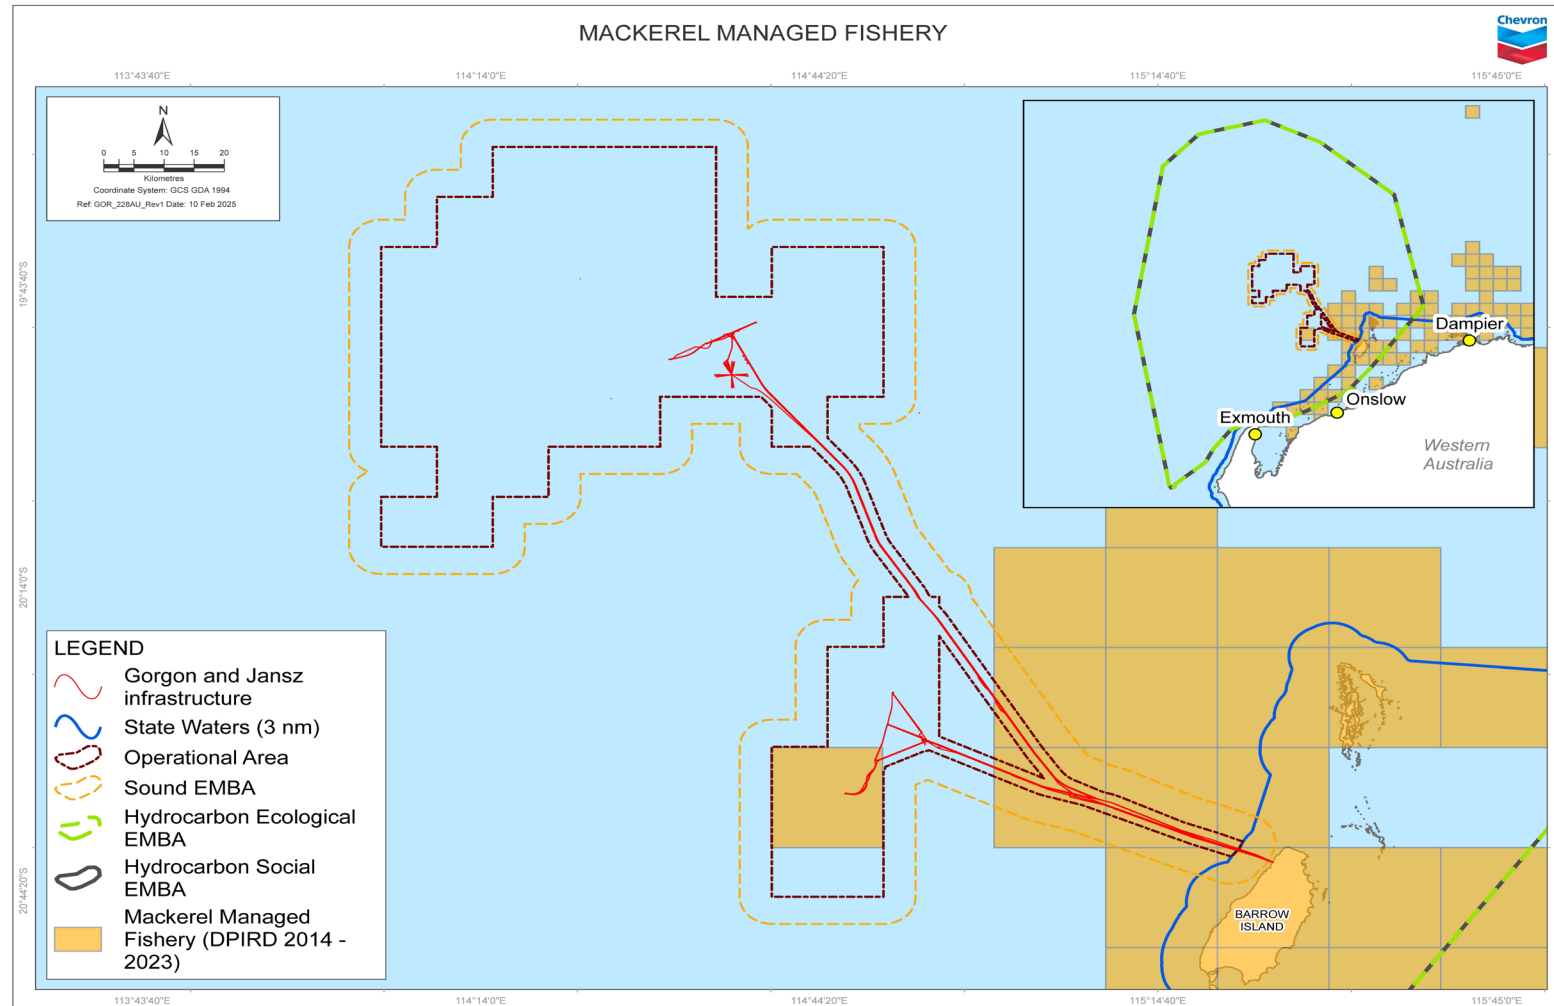 MACKEREL MANAGED FISHERY
Chevron
113°43'40"E
114°14'0"E
114°44'20"E
115°14'40"E
115°45'0"E
N
0 5 10 15 20
Kilometres
Coordinate System: GCS GDA 1994
Ref: GOR_228AU_Rev1 Date: 10 Feb 2025
19°43'40"S
20°14'0"S
20°44'20"S
Dampier
Onslow
Exmouth
Western
Australia
LEGEND
Gorgon and Jansz
infrastructure
State Waters (3 nm)
Operational Area
Sound EMBA
Hydrocarbon Ecological
EMBA
Hydrocarbon Social
EMBA
Mackerel Managed
Fishery (DPIRD 2014 -
2023)
BARROW
ISLAND
113°43'40"E
114°14'0"E
114°44'20"E
115°14'40"E
115°45'0"E